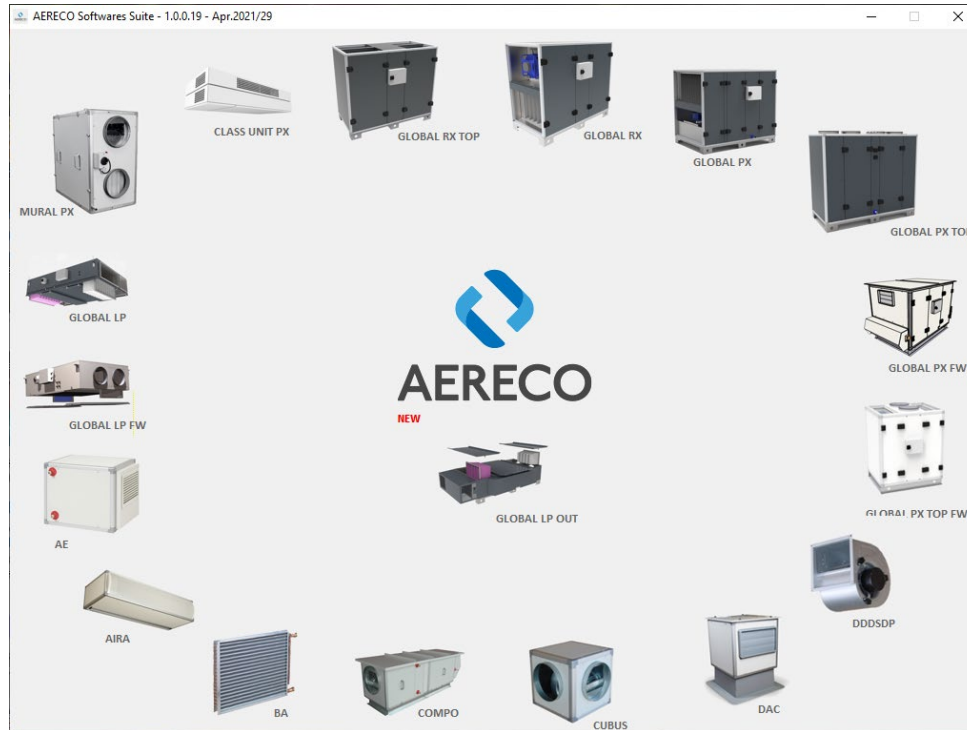 AERECO Softwares Suite - 1.0.0.19 - Apr.2021/29
CLASS UNIT PX
GLOBAL RX TOP
GLOBAL RX
GLOBAL PX
MURAL PX
GLOBAL PX TOP
GLOBAL LP
GLOBAL PX FW
AERECO
NEW
GLOBAL LP FW
GLOBAL LP OUT
GLOBAL PX TOP FW
AE
AIRA
DDDSDP
BA
COMPO
CUBUS
DAC